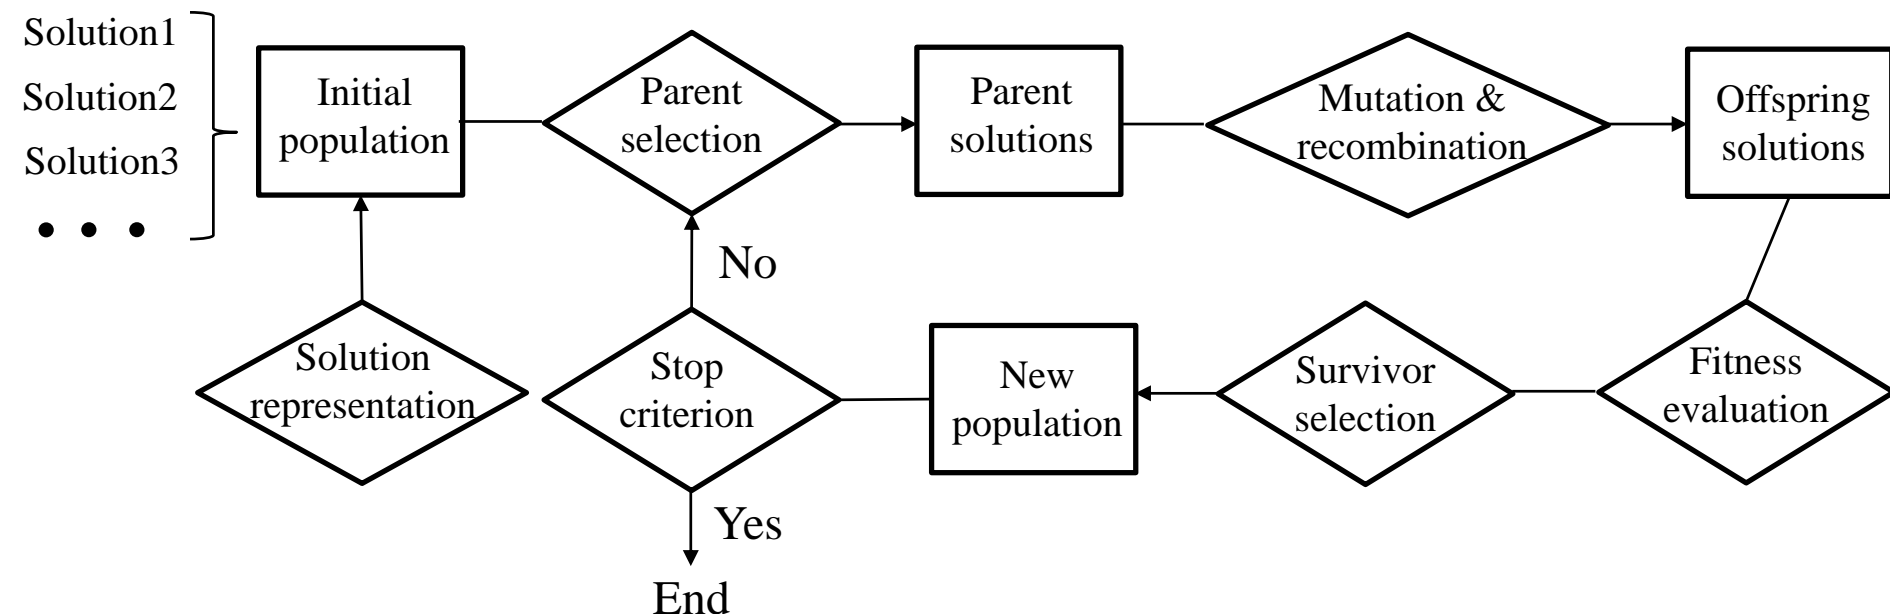 Solution1
Solution2
Solution3
• • •
Initial
population
Parent
selection
Parent
solutions
Mutation &
recombination
Offspring
solutions
No
Solution
representation
Stop
criterion
New
population
Survivor
selection
Fitness
evaluation
Yes
End